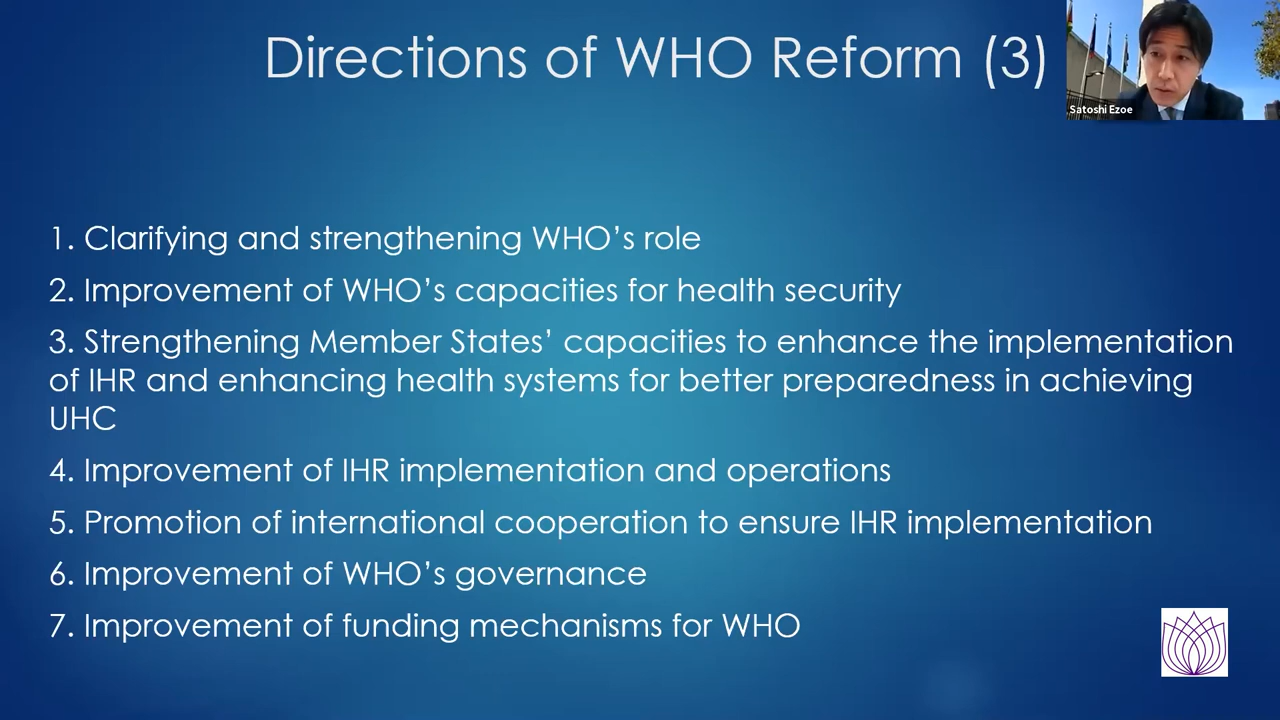 Directions of WHO Reform (3)
Satoshi Ezoe
1. Clarifying and strengthening WHO’s role
2. Improvement of WHO’s capacities for health security
3. Strengthening Member States’ capacities to enhance the implementation
of IHR and enhancing health systems for better preparedness in achieving
UHC
4. Improvement of IHR implementation and operations
5. Promotion of international cooperation to ensure IHR implementation
6. Improvement of WHO’s governance
7. Improvement of funding mechanisms for WHO